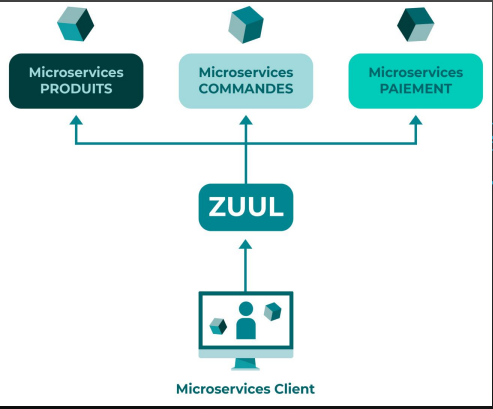 Microservices
PRODUITS
Microservices
COMMANDES
Microservices
PAIEMENT
ZUUL
Microservices Client